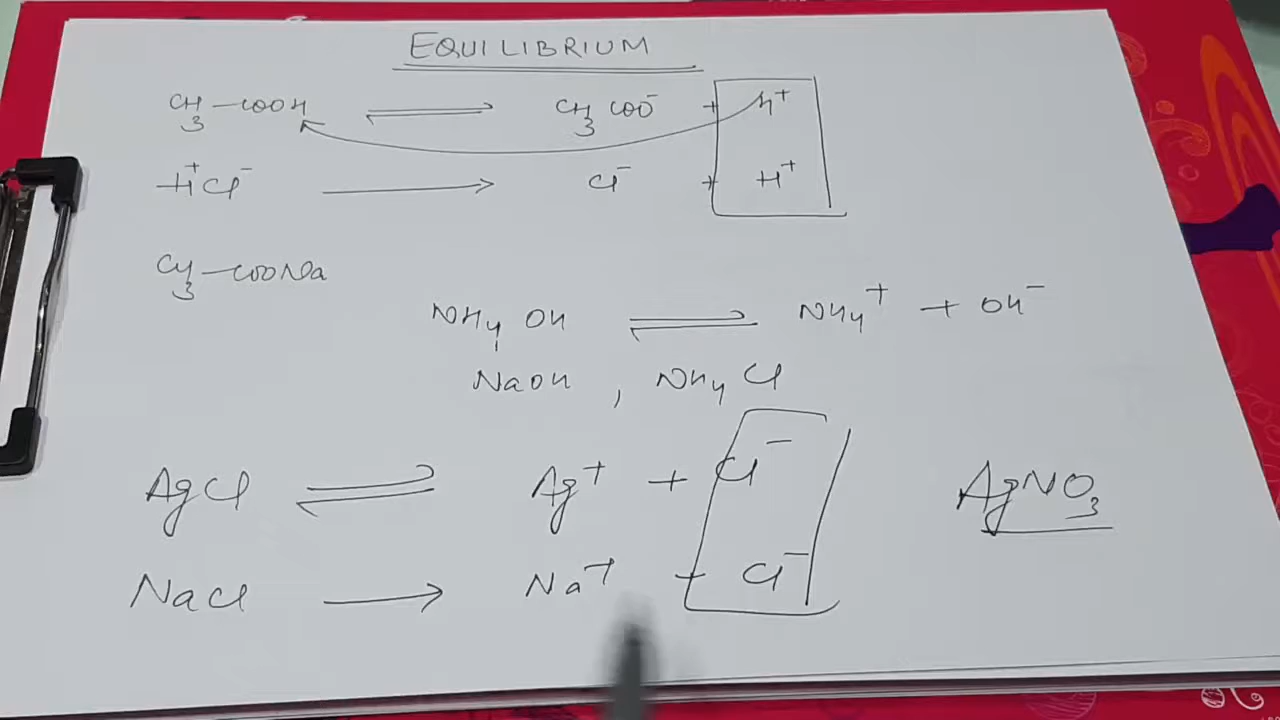 EQUILIBRIUM
CH₃-COOH ⇌ CH₃COO⁻ + H⁺
H⁺Cl⁻ → Cl⁻ + H⁺
CH₃-COONa
NH₄OH ⇌ NH₄⁺ + OH⁻
NaOH, NH₄Cl
AgCl ⇌ Ag⁺ + Cl⁻ AgNO₃
NaCl → Na⁺ + Cl⁻